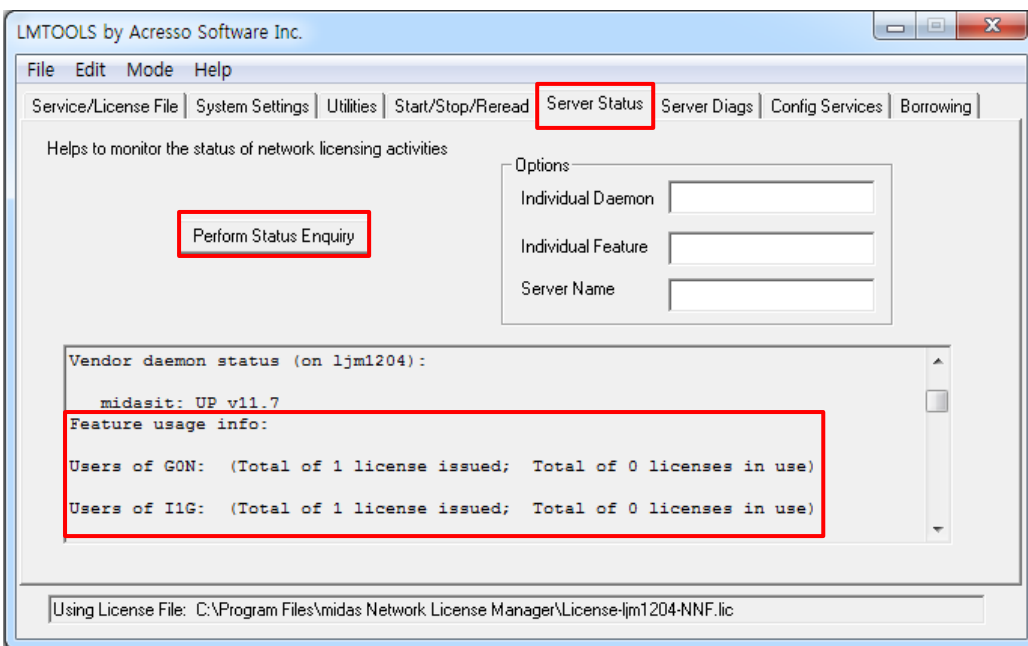 LMTOOLS by Acresso Software Inc.
File Edit Mode Help
Service/License File System Settings Utilities Start/Stop/Reread Server Status Server Diags Config Services Borrowing
Helps to monitor the status of network licensing activities
Options
Individual Daemon
Perform Status Enquiry
Individual Feature
Server Name
Vendor daemon status (on ljm1204):
midasit: UP v11.7
Feature usage info:
Users of G0N: (Total of 1 license issued; Total of 0 licenses in use)
Users of I1G: (Total of 1 license issued; Total of 0 licenses in use)
Using License File: C:\Program Files\midas Network License Manager\License-ljm1204-NNF.lic